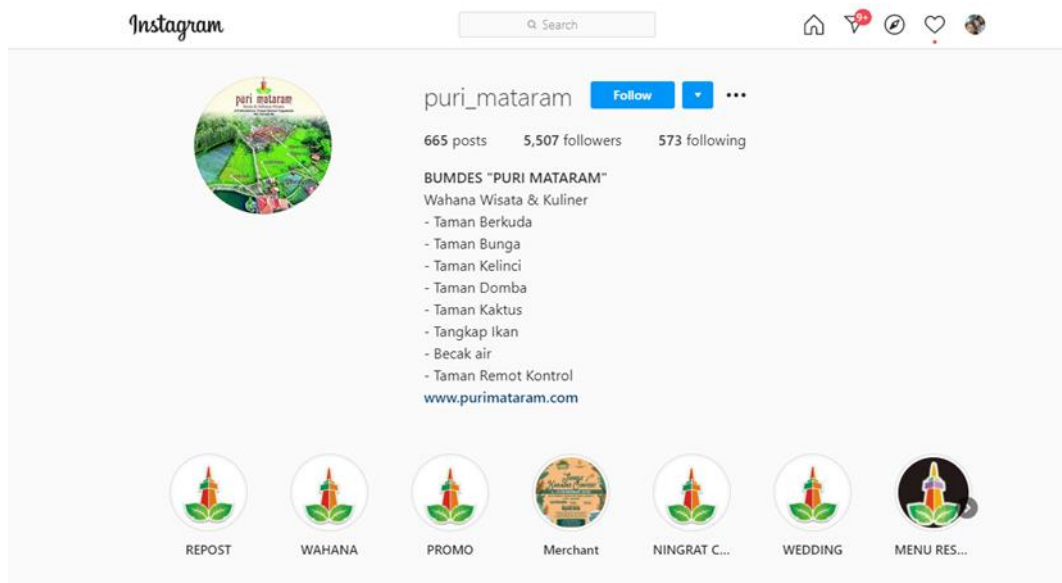 Instagram
Search
9+
puri mataram
puri_mataram Follow
665 posts 5,507 followers 573 following
BUMDES "PURI MATARAM"
Wahana Wisata & Kuliner
- Taman Berkuda
- Taman Bunga
- Taman Kelinci
- Taman Domba
- Taman Kaktus
- Tangkap Ikan
- Becak air
- Taman Remot Kontrol
www.purimataram.com
REPOST WAHANA PROMO Merchant NINGRAT C... WEDDING MENU RES...